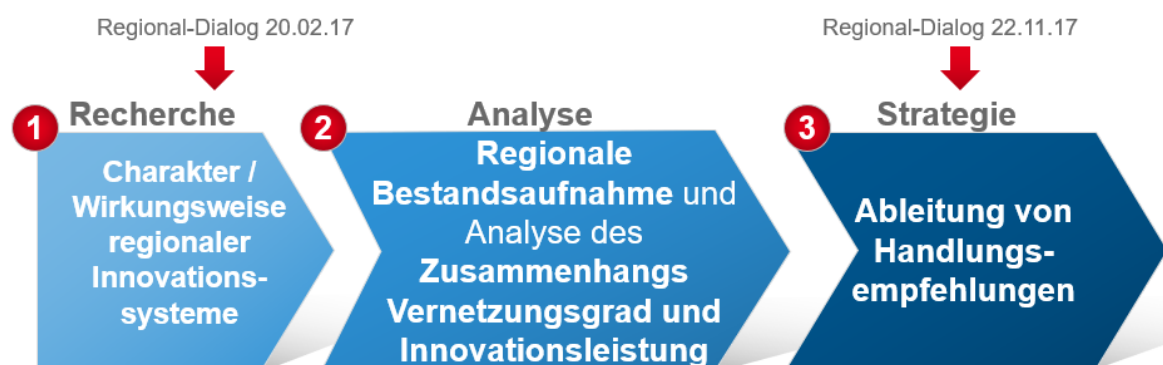 Regional-Dialog 20.02.17
Regional-Dialog 22.11.17
1
Recherche
Charakter /
Wirkungsweise
regionaler
Innovations-
systeme
2
Analyse
Regionale
Bestandsaufnahme und
Analyse des
Zusammenhangs
Vernetzungsgrad und
Innovationsleistung
3
Strategie
Ableitung von
Handlungs-
empfehlungen